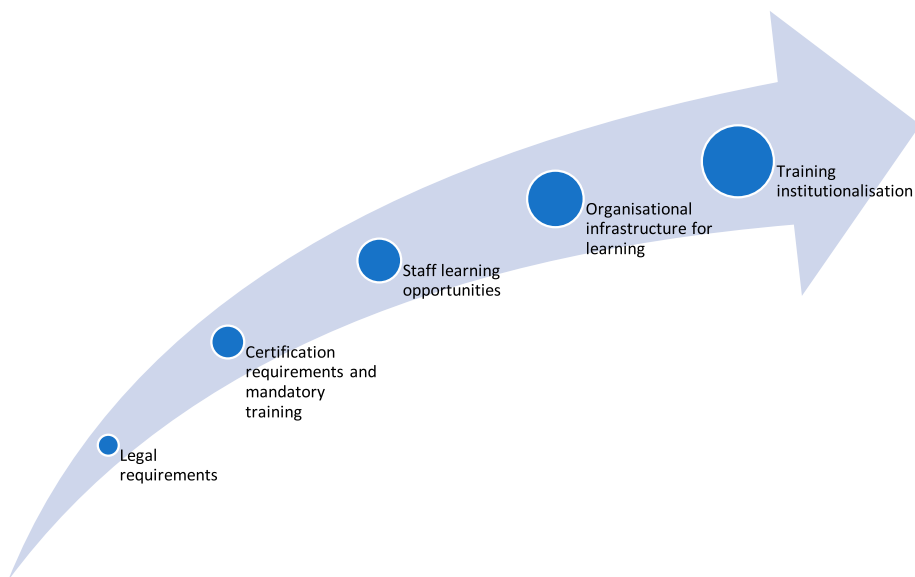 Legal
requirements
Certification
requirements and
mandatory
training
Staff learning
opportunities
Organisational
infrastructure for
learning
Training
institutionalisation